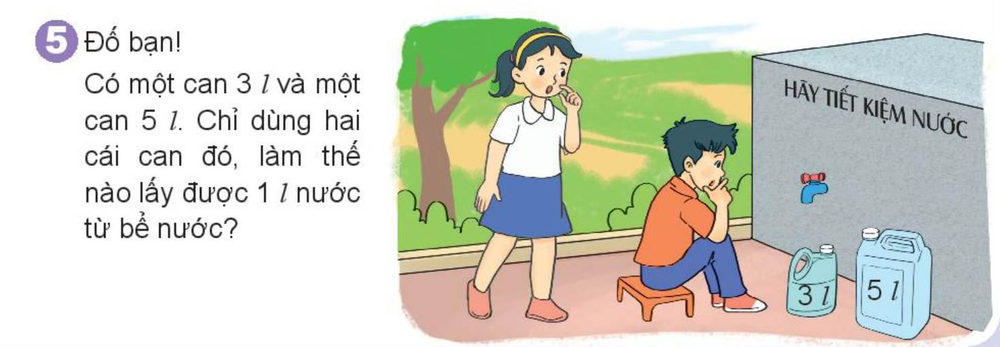 5 Đố bạn!
Có một can 3 l và một
can 5 l. Chỉ dùng hai
cái can đó, làm thế
nào lấy được 1 l nước
từ bể nước?
HÃY TIẾT KIỆM NƯỚC
3 l
5 l